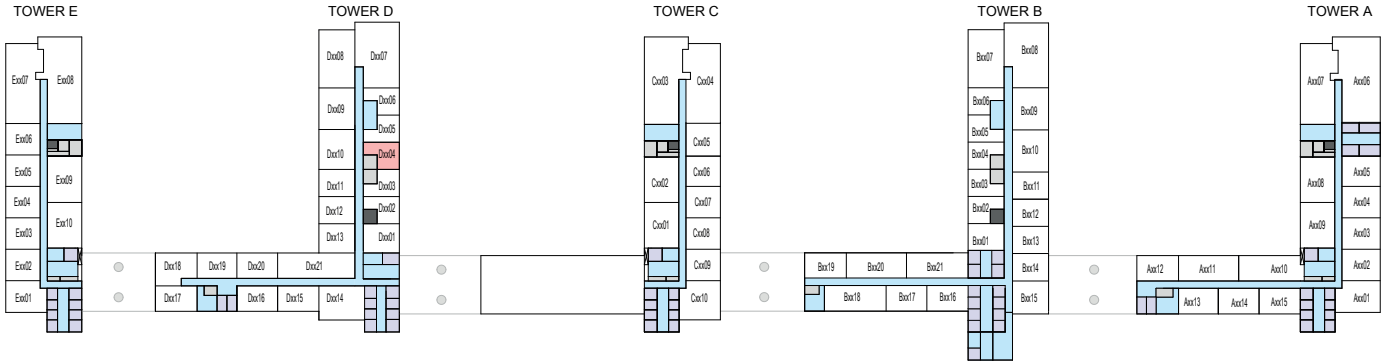 TOWER E
TOWER D
TOWER C
TOWER B
TOWER A
Exx07
Exx08
Exx06
Exx05
Exx09
Exx04
Exx03
Exx10
Exx02
Exx01
Dxx08
Dxx07
Dxx09
Dxx06
Dxx05
Dxx10
Dxx04
Dxx11
Dxx03
Dxx12
Dxx02
Dxx13
Dxx01
Dxx18
Dxx19
Dxx20
Dxx21
Dxx17
Dxx16
Dxx15
Dxx14
Cxx03
Cxx04
Cxx05
Cxx02
Cxx06
Cxx07
Cxx01
Cxx08
Cxx09
Cxx10
Bxx07
Bxx08
Bxx06
Bxx09
Bxx05
Bxx04
Bxx10
Bxx03
Bxx11
Bxx02
Bxx12
Bxx01
Bxx13
Bxx19
Bxx20
Bxx21
Bxx14
Bxx18
Bxx17
Bxx16
Bxx15
Axx07
Axx06
Axx05
Axx08
Axx04
Axx09
Axx03
Axx12
Axx11
Axx10
Axx02
Axx13
Axx14
Axx15
Axx01